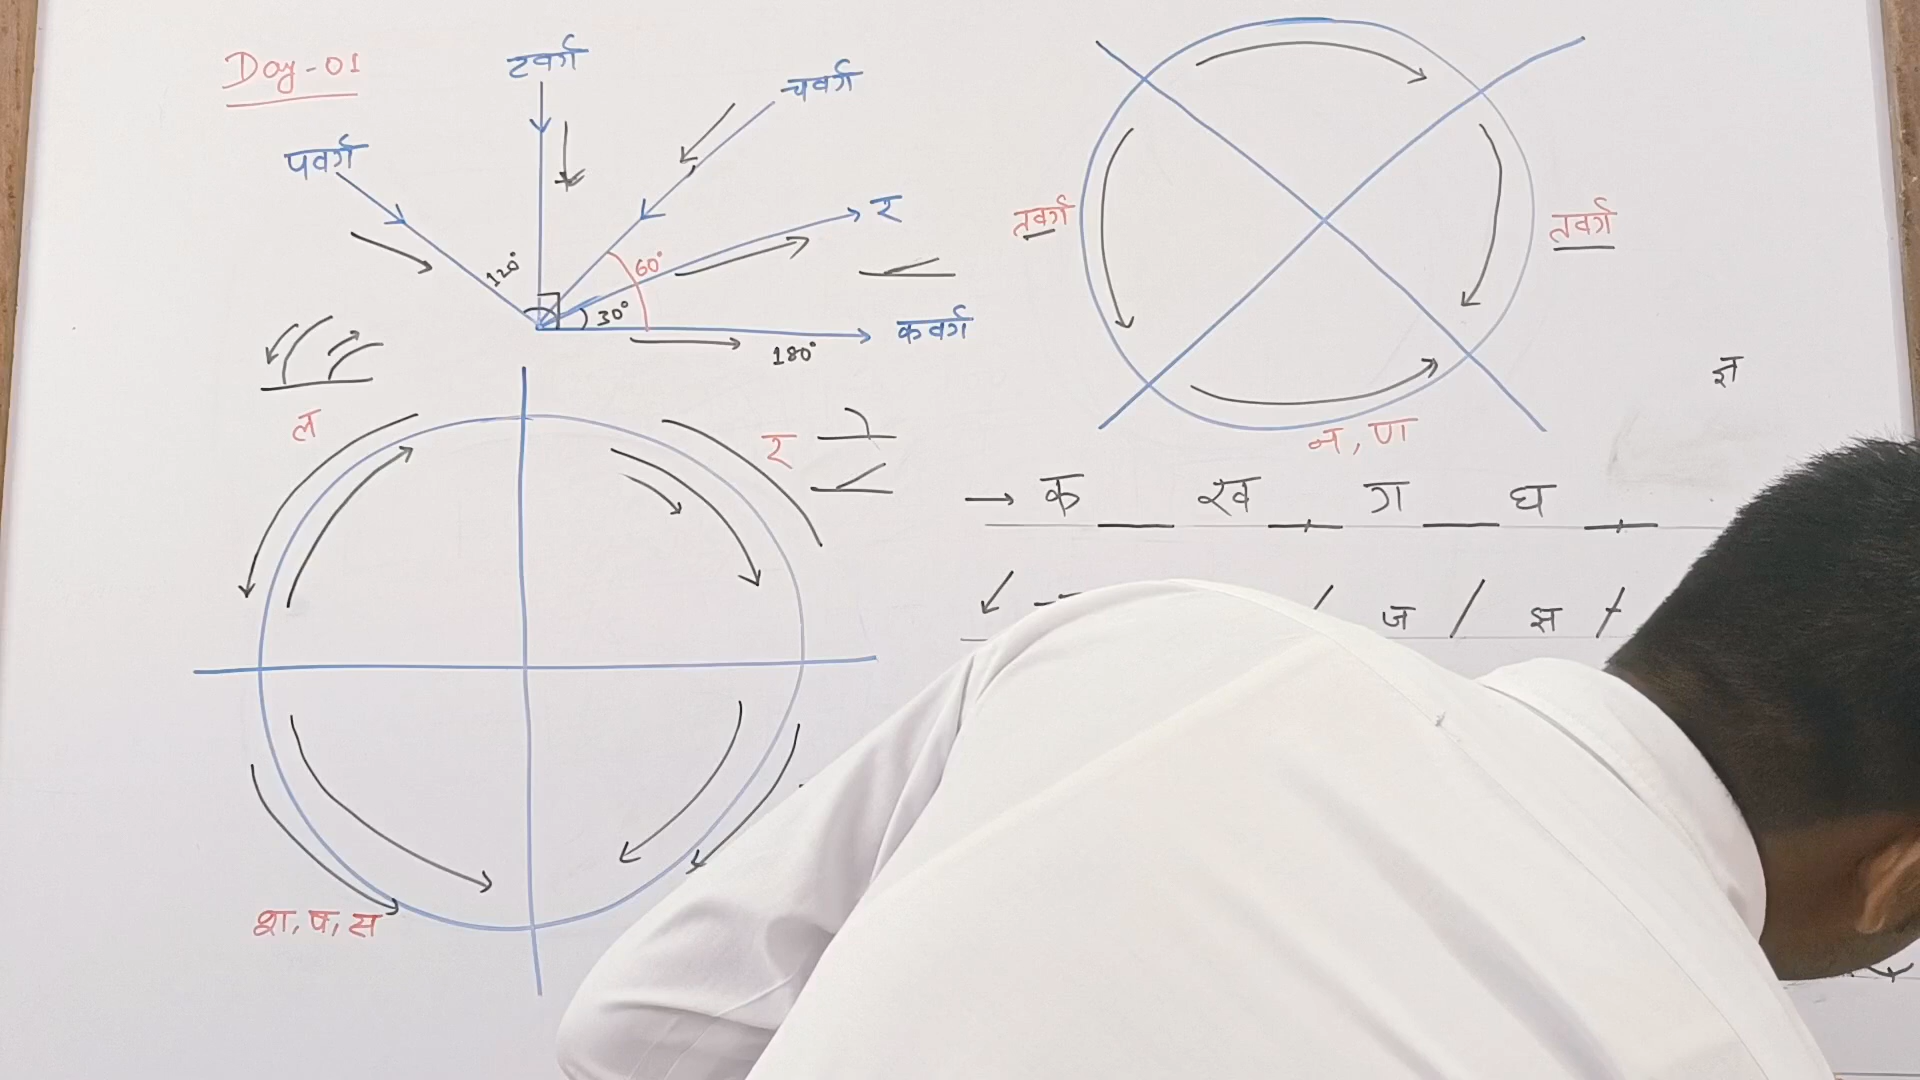 Day-01
टवर्ग
चवर्ग
पवर्ग
र
120°
60°
30°
कवर्ग
180°
तवर्ग
तवर्ग
न, ण
ल
र
श, ष, स
क ख ग घ
ज झ